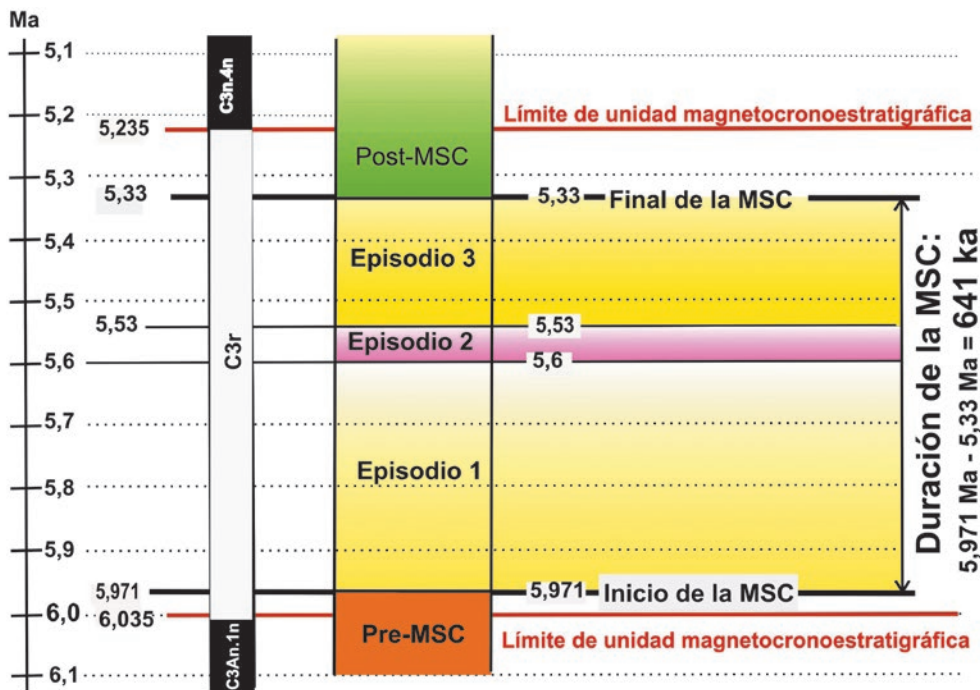 Ma
5,1
5,2
5,3
5,4
5,5
5,6
5,7
5,8
5,9
6,0
6,1
5,235
5,33
5,53
5,971
6,035
C3n.4n
C3r
C3An.1n
Post-MSC
Episodio 3
Episodio 2
Episodio 1
Pre-MSC
Límite de unidad magnetocronoestratigráfica
5,33 Final de la MSC
5,53
5,6
5,971 Inicio de la MSC
Límite de unidad magnetocronoestratigráfica
Duración de la MSC:
5,971 Ma - 5,33 Ma = 641 ka